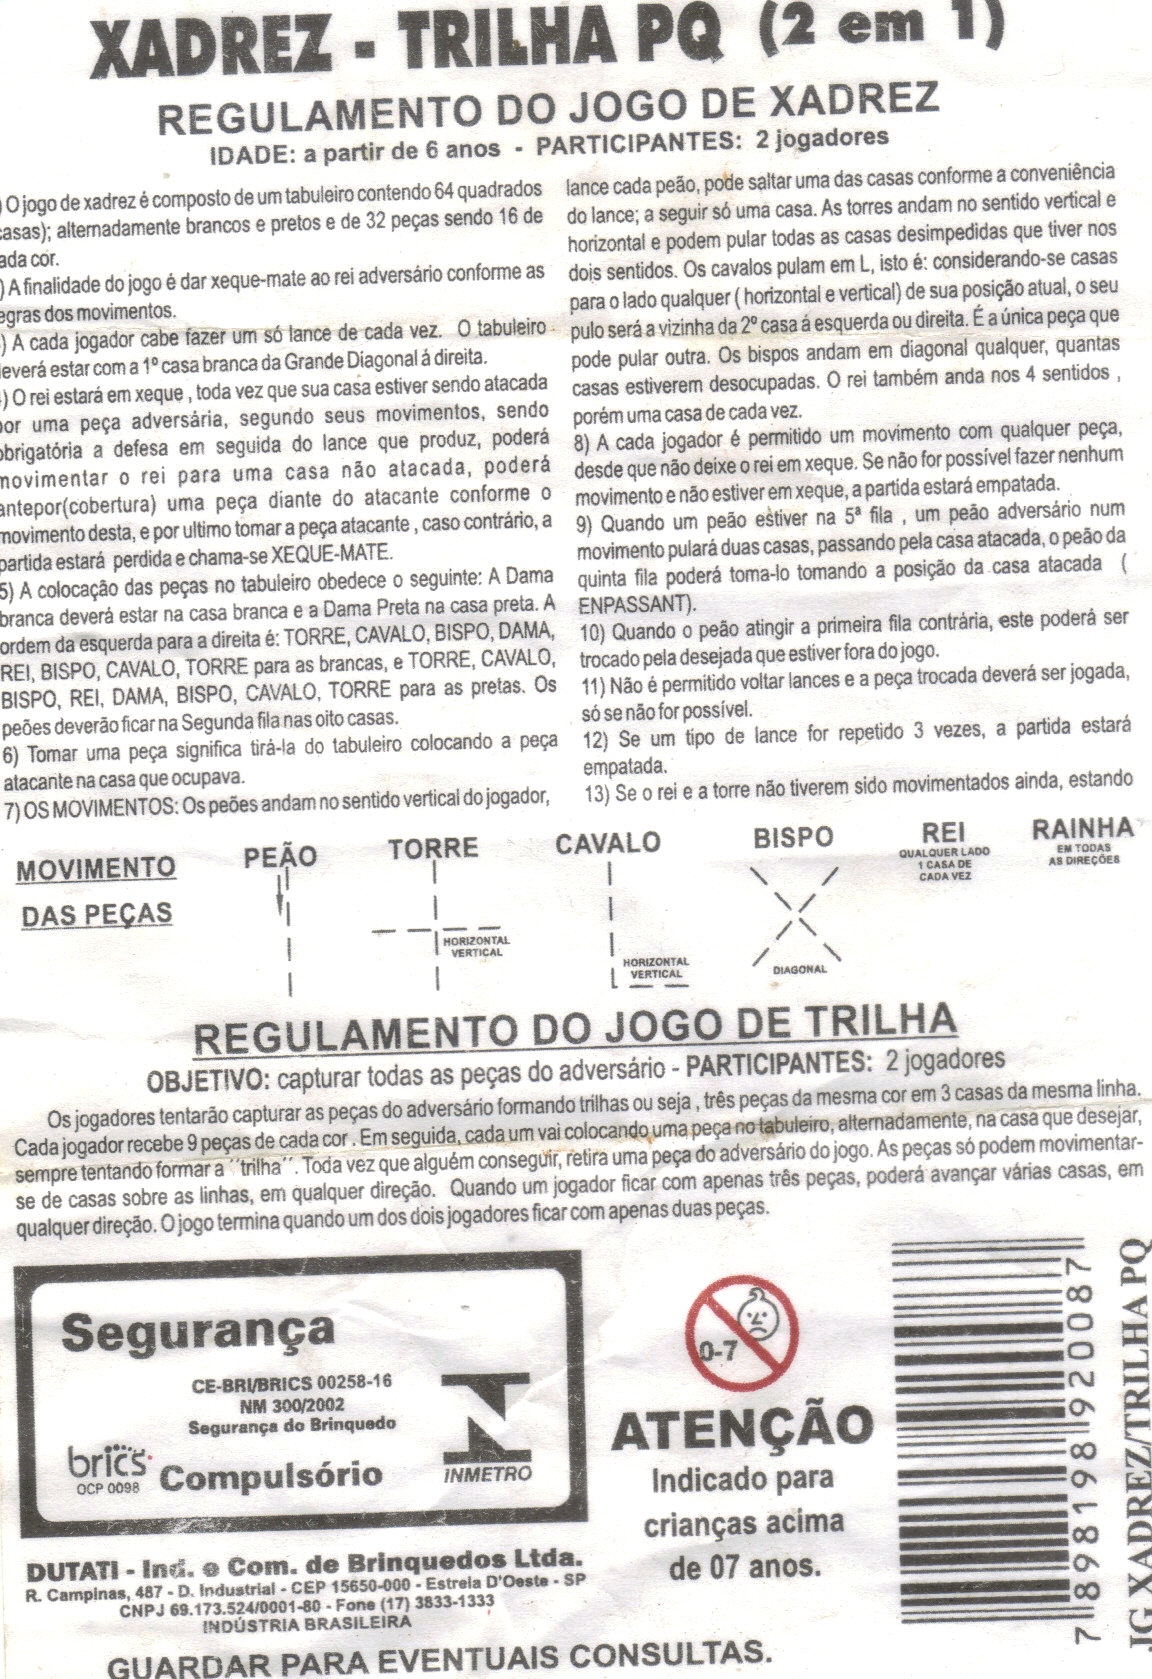 XADREZ - TRILHA PQ (2 em 1)
REGULAMENTO DO JOGO DE XADREZ
IDADE: a partir de 6 anos - PARTICIPANTES: 2 jogadores
) O jogo de xadrez é composto de um tabuleiro contendo 64 quadrados
casas); alternadamente brancos e pretos e de 32 peças sendo 16 de
ada cor.
) A finalidade do jogo é dar xeque-mate ao rei adversário conforme as
egras dos movimentos.
) A cada jogador cabe fazer um só lance de cada vez. O tabuleiro
deverá estar com a 1º casa branca da Grande Diagonal á direita.
) O rei estará em xeque , toda vez que sua casa estiver sendo atacada
por uma peça adversária, segundo seus movimentos, sendo
obrigatória a defesa em seguida do lance que produz, poderá
movimentar o rei para uma casa não atacada, poderá
antepor(cobertura) uma peça diante do atacante conforme o
movimento desta, e por ultimo tomar a peça atacante , caso contrário, a
partida estará perdida e chama-se XEQUE-MATE.
5) A colocação das peças no tabuleiro obedece o seguinte: A Dama
branca deverá estar na casa branca e a Dama Preta na casa preta. A
ordem da esquerda para a direita é: TORRE, CAVALO, BISPO, DAMA,
REI, BISPO, CAVALO, TORRE para as brancas, e TORRE, CAVALO,
BISPO, REI, DAMA, BISPO, CAVALO, TORRE para as pretas. Os
peões deverão ficar na Segunda fila nas oito casas.
6) Tomar uma peça significa tirá-la do tabuleiro colocando a peça
atacante na casa que ocupava.
7) OS MOVIMENTOS: Os peões andam no sentido vertical do jogador,
lance cada peão, pode saltar uma das casas conforme a conveniência
do lance; a seguir só uma casa. As torres andam no sentido vertical e
horizontal e podem pular todas as casas desimpedidas que tiver nos
dois sentidos. Os cavalos pulam em L, isto é: considerando-se casas
para o lado qualquer ( horizontal e vertical) de sua posição atual, o seu
pulo será a vizinha da 2º casa á esquerda ou direita. É a única peça que
pode pular outra. Os bispos andam em diagonal qualquer, quantas
casas estiverem desocupadas. O rei também anda nos 4 sentidos ,
porém uma casa de cada vez.
8) A cada jogador é permitido um movimento com qualquer peça,
desde que não deixe o rei em xeque. Se não for possível fazer nenhum
movimento e não estiver em xeque, a partida estará empatada.
9) Quando um peão estiver na 5ª fila , um peão adversário num
movimento pulará duas casas, passando pela casa atacada, o peão da
quinta fila poderá toma-lo tomando a posição da casa atacada (
ENPASSANT).
10) Quando o peão atingir a primeira fila contrária, este poderá ser
trocado pela desejada que estiver fora do jogo.
11) Não é permitido voltar lances e a peça trocada deverá ser jogada,
só se não for possível.
12) Se um tipo de lance for repetido 3 vezes, a partida estará
empatada.
13) Se o rei e a torre não tiverem sido movimentados ainda, estando
MOVIMENTO
DAS PEÇAS
PEÃO
TORRE
HORIZONTAL
VERTICAL
CAVALO
HORIZONTAL
VERTICAL
BISPO
DIAGONAL
REI
QUALQUER LADO
1 CASA DE
CADA VEZ
RAINHA
EM TODAS
AS DIREÇÕES
REGULAMENTO DO JOGO DE TRILHA
OBJETIVO: capturar todas as peças do adversário - PARTICIPANTES: 2 jogadores
Os jogadores tentarão capturar as peças do adversário formando trilhas ou seja , três peças da mesma cor em 3 casas da mesma linha.
Cada jogador recebe 9 peças de cada cor . Em seguida, cada um vai colocando uma peça no tabuleiro, alternadamente, na casa que desejar,
sempre tentando formar a ´´trilha´´. Toda vez que alguém conseguir, retira uma peça do adversário do jogo. As peças só podem movimentar-
se de casas sobre as linhas, em qualquer direção. Quando um jogador ficar com apenas três peças, poderá avançar várias casas, em
qualquer direção. O jogo termina quando um dos dois jogadores ficar com apenas duas peças.
Segurança
CE-BRI/BRICS 00258-16
NM 300/2002
Segurança do Brinquedo
brics
OCP 0098
Compulsório
INMETRO
0-7
ATENÇÃO
Indicado para
crianças acima
de 07 anos.
7 898198 920087
JG XADREZ/TRILHA PQ
DUTATI - Ind. e Com. de Brinquedos Ltda.
R. Campinas, 487 - D. Industrial - CEP 15650-000 - Estrela D'Oeste - SP
CNPJ 69.173.524/0001-80 - Fone (17) 3833-1333
INDÚSTRIA BRASILEIRA
GUARDAR PARA EVENTUAIS CONSULTAS.